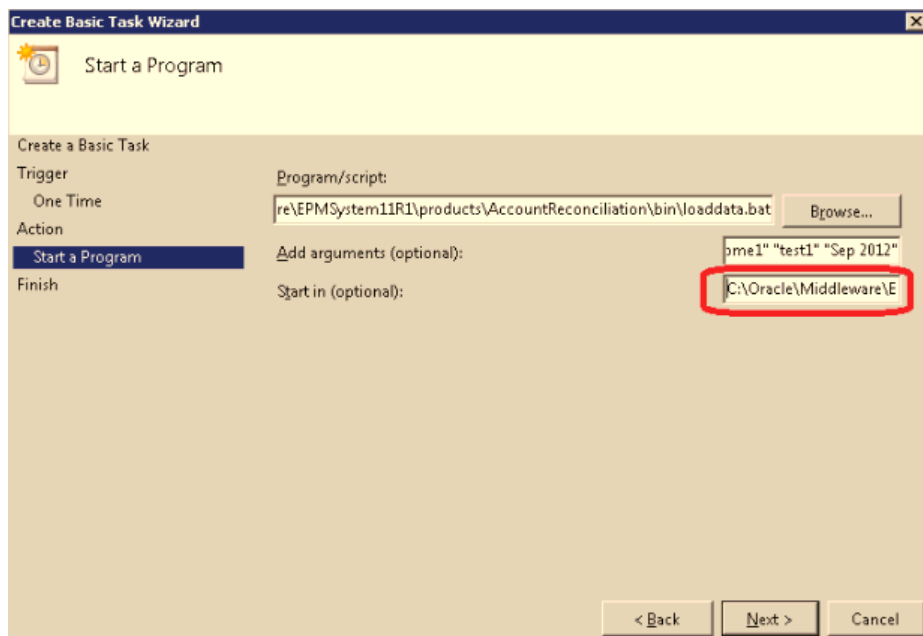 Create Basic Task Wizard
Start a Program
Create a Basic Task
Trigger
One Time
Action
Start a Program
Finish
Program/script:
re\EPMSystem11R1\products\AccountReconciliation\bin\loaddata.bat
Browse...
Add arguments (optional):
ome1" "test1" "Sep 2012"
Start in (optional):
C:\Oracle\Middleware\E
< Back
Next >
Cancel